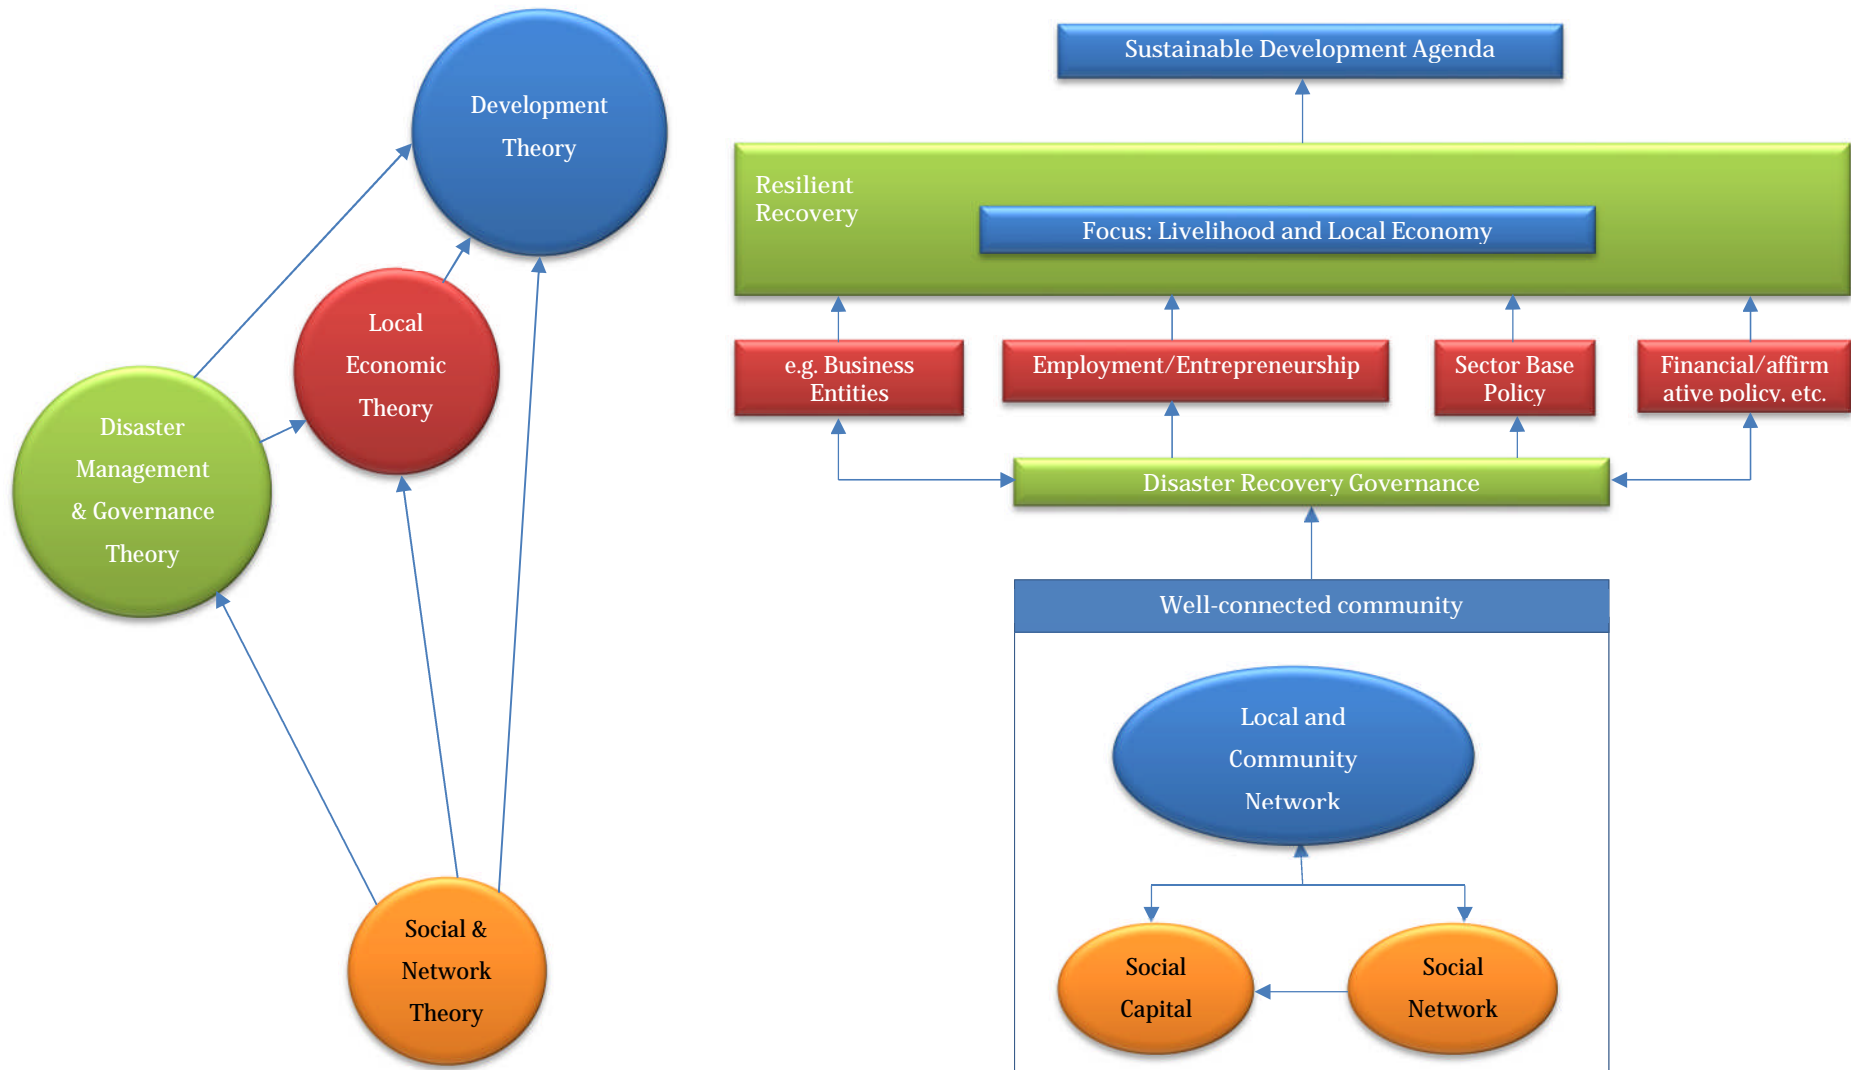 Development
Theory
Local
Economic
Theory
Disaster
Management
& Governance
Theory
Social &
Network
Theory
Sustainable Development Agenda
Resilient
Recovery
Focus: Livelihood and Local Economy
e.g. Business
Entities
Employment/Entrepreneurship
Sector Base
Policy
Financial/affirm
ative policy, etc.
Disaster Recovery Governance
Well-connected community
Local and
Community
Network
Social
Capital
Social
Network